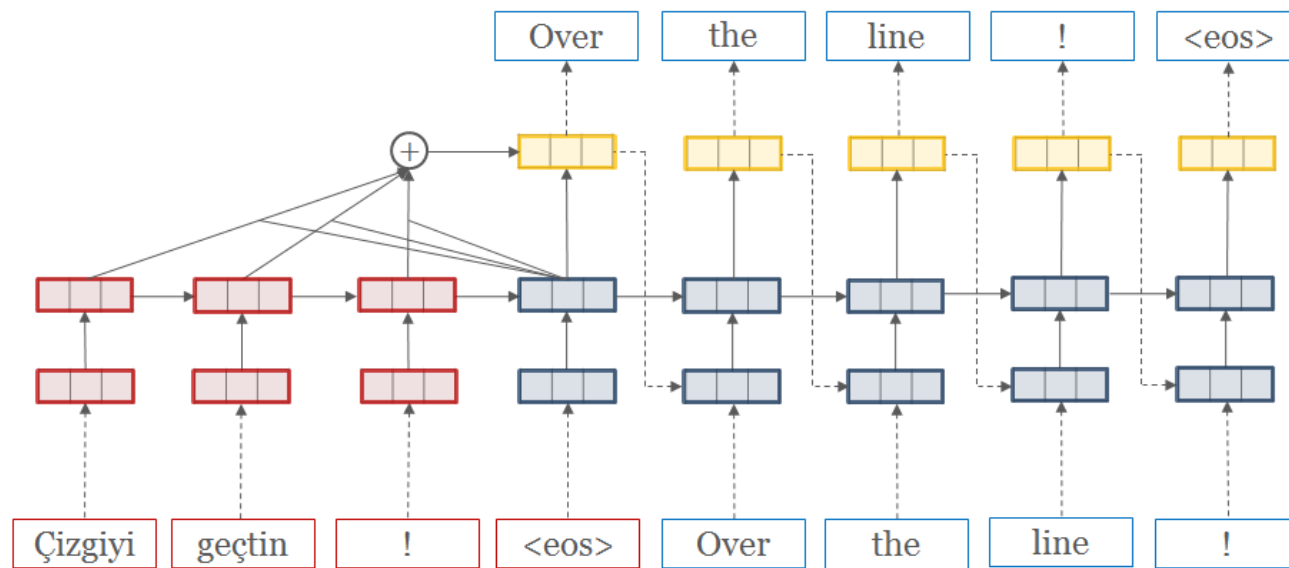 Over the line ! <eos>
+
Çizgiyi geçtin ! <eos> Over the line !